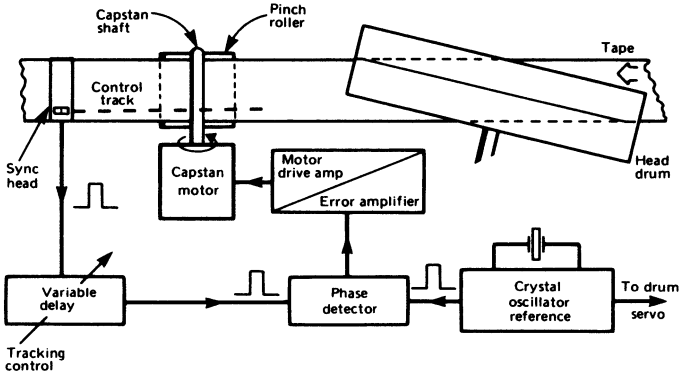 Capstan
shaft
Pinch
roller
Tape
Control
track
Sync
head
Capstan
motor
Motor
drive amp
Error amplifier
Head
drum
Variable
delay
Phase
detector
Crystal
oscillator
reference
To drum
servo
Tracking
control